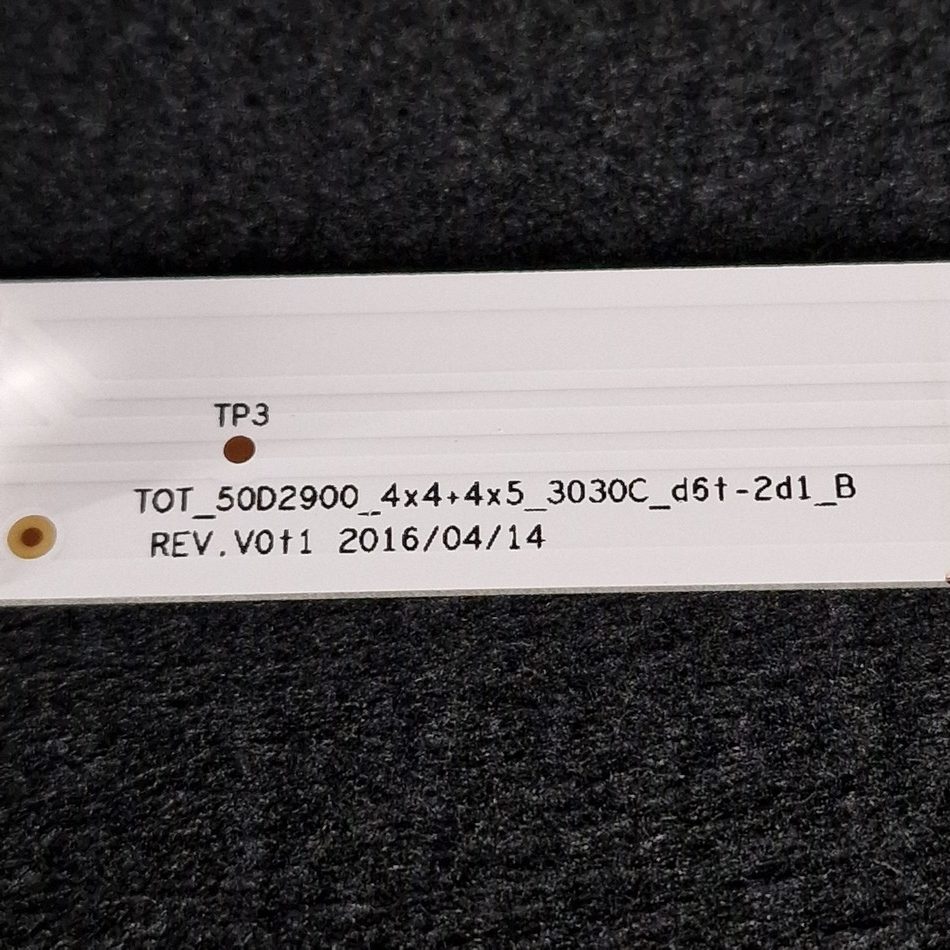 TP3
TOT_50D2900_4x4+4x5_3030C_d6t-2d1_B
REV.V0t1 2016/04/14